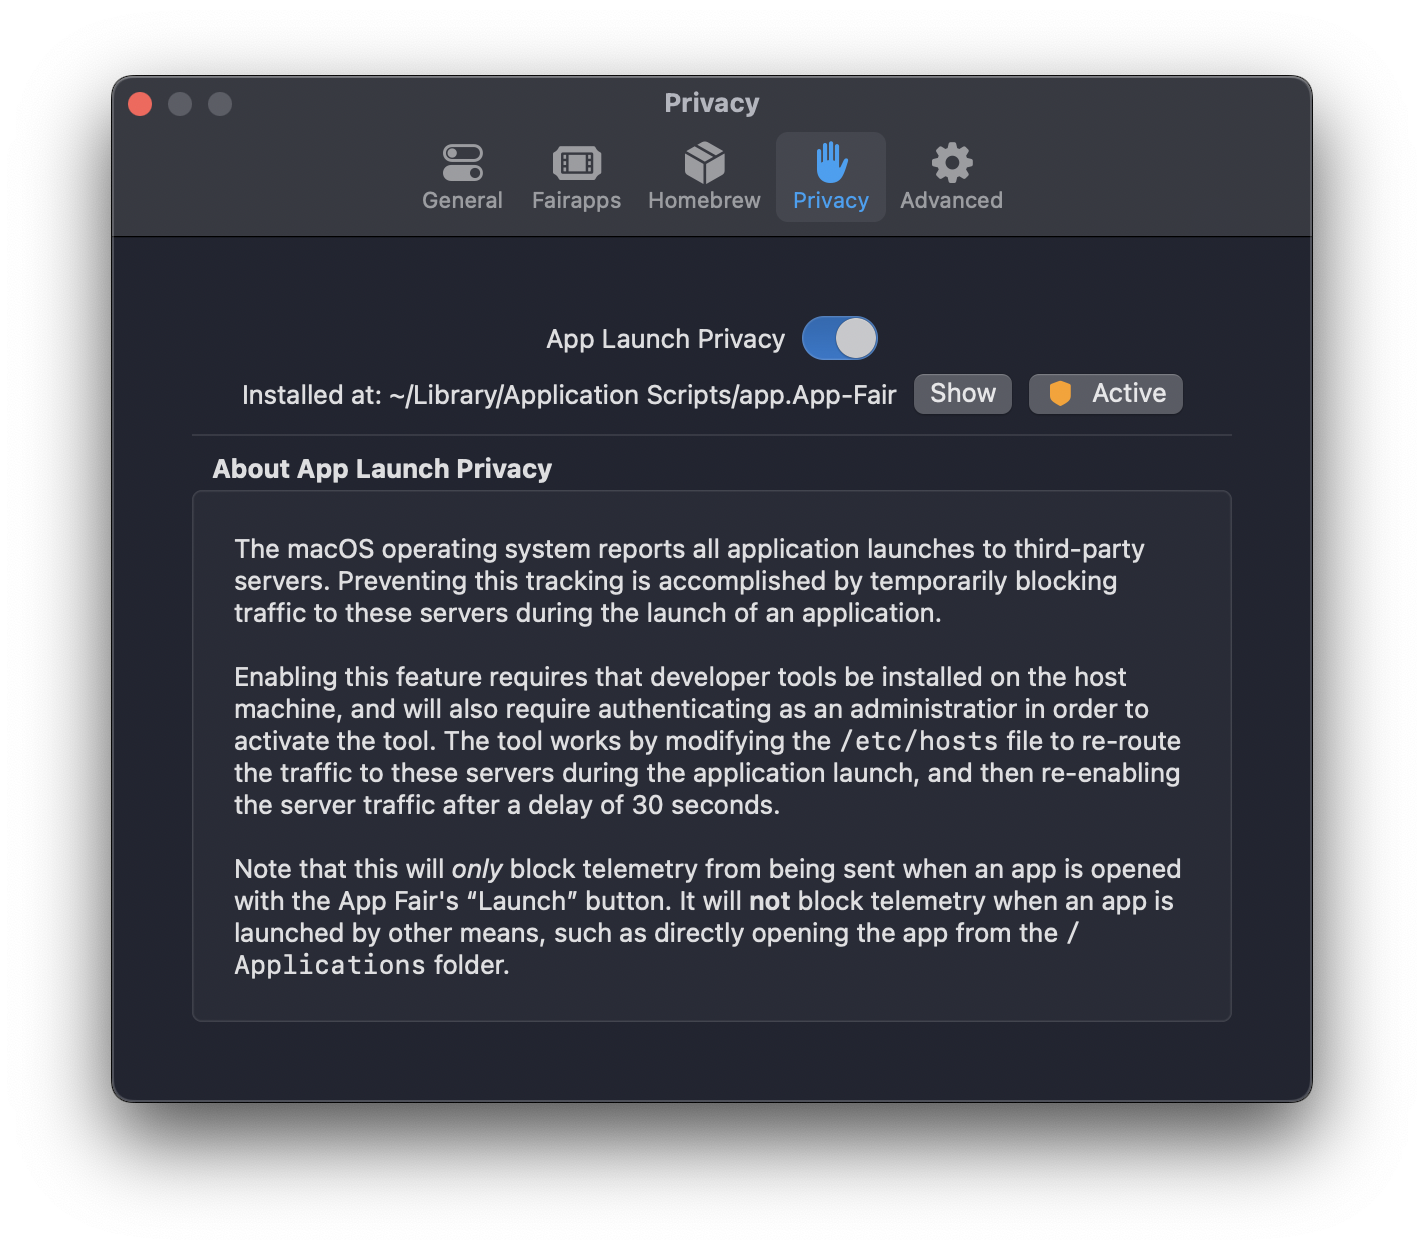 Privacy
General
Fairapps
Homebrew
Privacy
Advanced
App Launch Privacy
Installed at: ~/Library/Application Scripts/app.App-Fair
Show
Active
About App Launch Privacy
The macOS operating system reports all application launches to third-party
servers. Preventing this tracking is accomplished by temporarily blocking
traffic to these servers during the launch of an application.
Enabling this feature requires that developer tools be installed on the host
machine, and will also require authenticating as an administratior in order to
activate the tool. The tool works by modifying the /etc/hosts file to re-route
the traffic to these servers during the application launch, and then re-enabling
the server traffic after a delay of 30 seconds.
Note that this will only block telemetry from being sent when an app is opened
with the App Fair's “Launch” button. It will not block telemetry when an app is
launched by other means, such as directly opening the app from the /
Applications folder.